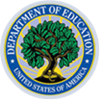 DEPARTMENT OF EDUCATION
UNITED STATES OF AMERICA